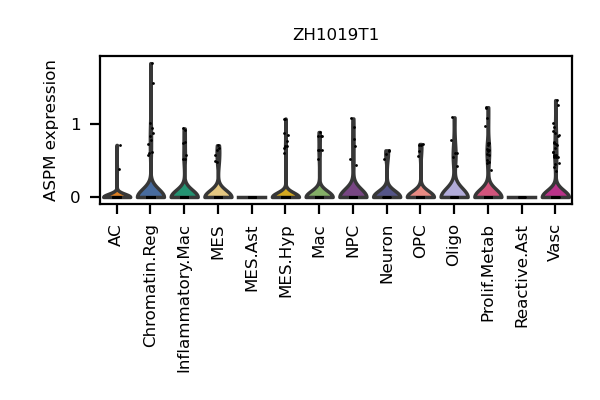 ZH1019T1
ASPM expression
1
0
AC
Chromatin.Reg
Inflammatory.Mac
MES
MES.Ast
MES.Hyp
Mac
NPC
Neuron
OPC
Oligo
Prolif.Metab
Reactive.Ast
Vasc